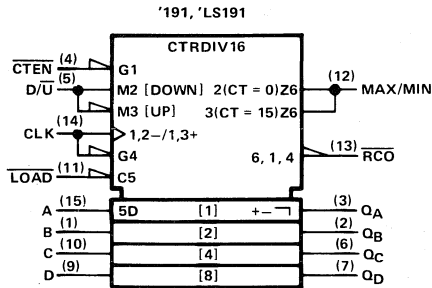 '191, 'LS191
CTRDIV16
CTEN (4) G1
D/U (5) M2 [DOWN] 2(CT = 0)Z6 (12) MAX/MIN
M3 [UP] 3(CT = 15)Z6
CLK (14) 1,2−/1,3+ (13) RCO
G4 6, 1, 4
LOAD (11) C5
A (15) 5D [1] +− ¬ (3) QA
B (1) [2] (2) QB
C (10) [4] (6) QC
D (9) [8] (7) QD